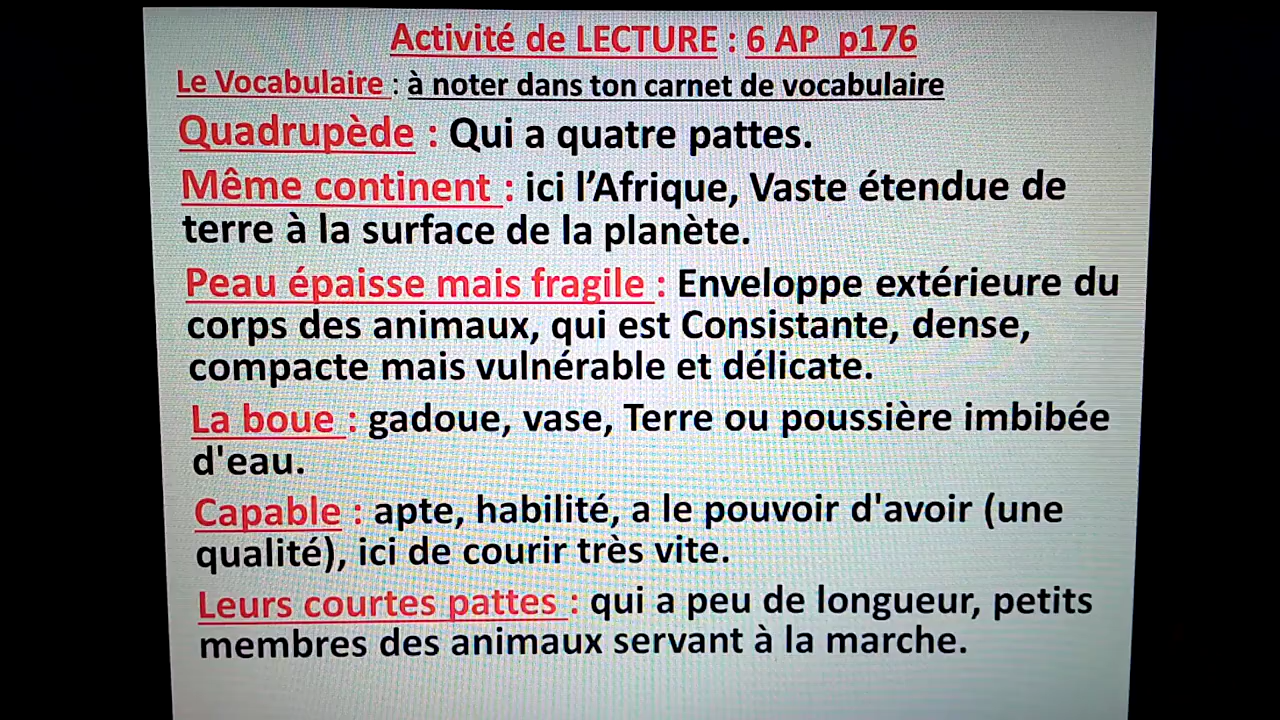 Activité de LECTURE : 6 AP p176
Le Vocabulaire : à noter dans ton carnet de vocabulaire
Quadrupède : Qui a quatre pattes.
Même continent : ici l’Afrique, Vaste étendue de
terre à la surface de la planète.
Peau épaisse mais fragile : Enveloppe extérieure du
corps des animaux, qui est Consistante, dense,
compacte mais vulnérable et délicate.
La boue : gadoue, vase, Terre ou poussière imbibée
d'eau.
Capable : apte, habilité, a le pouvoir d'avoir (une
qualité), ici de courir très vite.
Leurs courtes pattes : qui a peu de longueur, petits
membres des animaux servant à la marche.